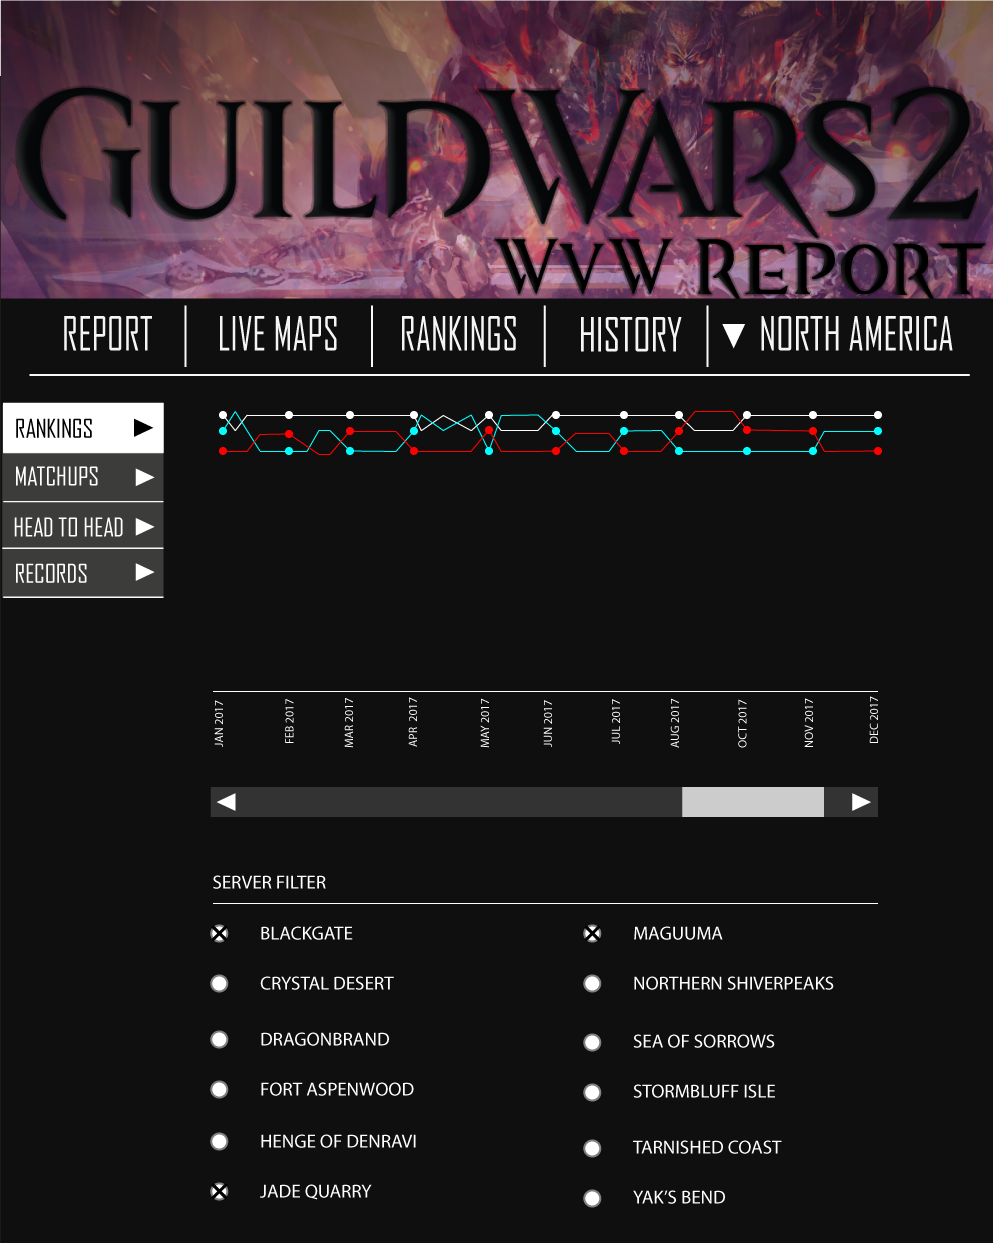 GUILD WARS 2
WVW REPORT
REPORT LIVE MAPS RANKINGS HISTORY NORTH AMERICA
RANKINGS
MATCHUPS
HEAD TO HEAD
RECORDS
JAN 2017 FEB 2017 MAR 2017 APR 2017 MAY 2017 JUN 2017 JUL 2017 AUG 2017 OCT 2017 NOV 2017 DEC 2017
SERVER FILTER
BLACKGATE MAGUUMA
CRYSTAL DESERT NORTHERN SHIVERPEAKS
DRAGONBRAND SEA OF SORROWS
FORT ASPENWOOD STORMBLUFF ISLE
HENGE OF DENRAVI TARNISHED COAST
JADE QUARRY YAK'S BEND